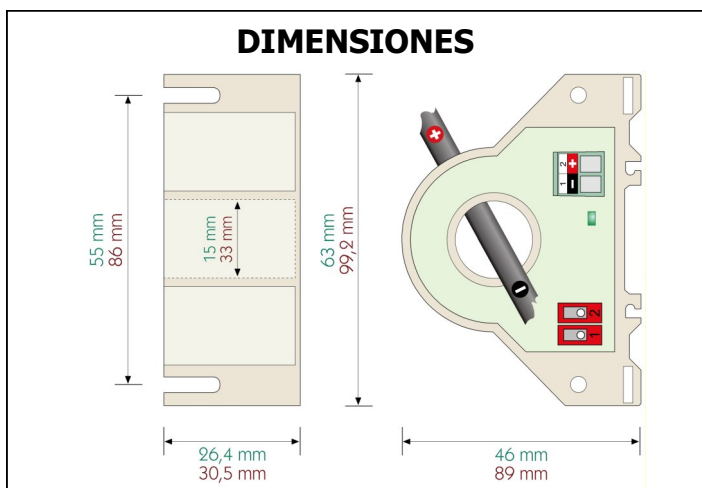 DIMENSIONES
55 mm
86 mm
15 mm
33 mm
63 mm
99,2 mm
+
2 +
1 −
−
2
1
26,4 mm
30,5 mm
46 mm
89 mm